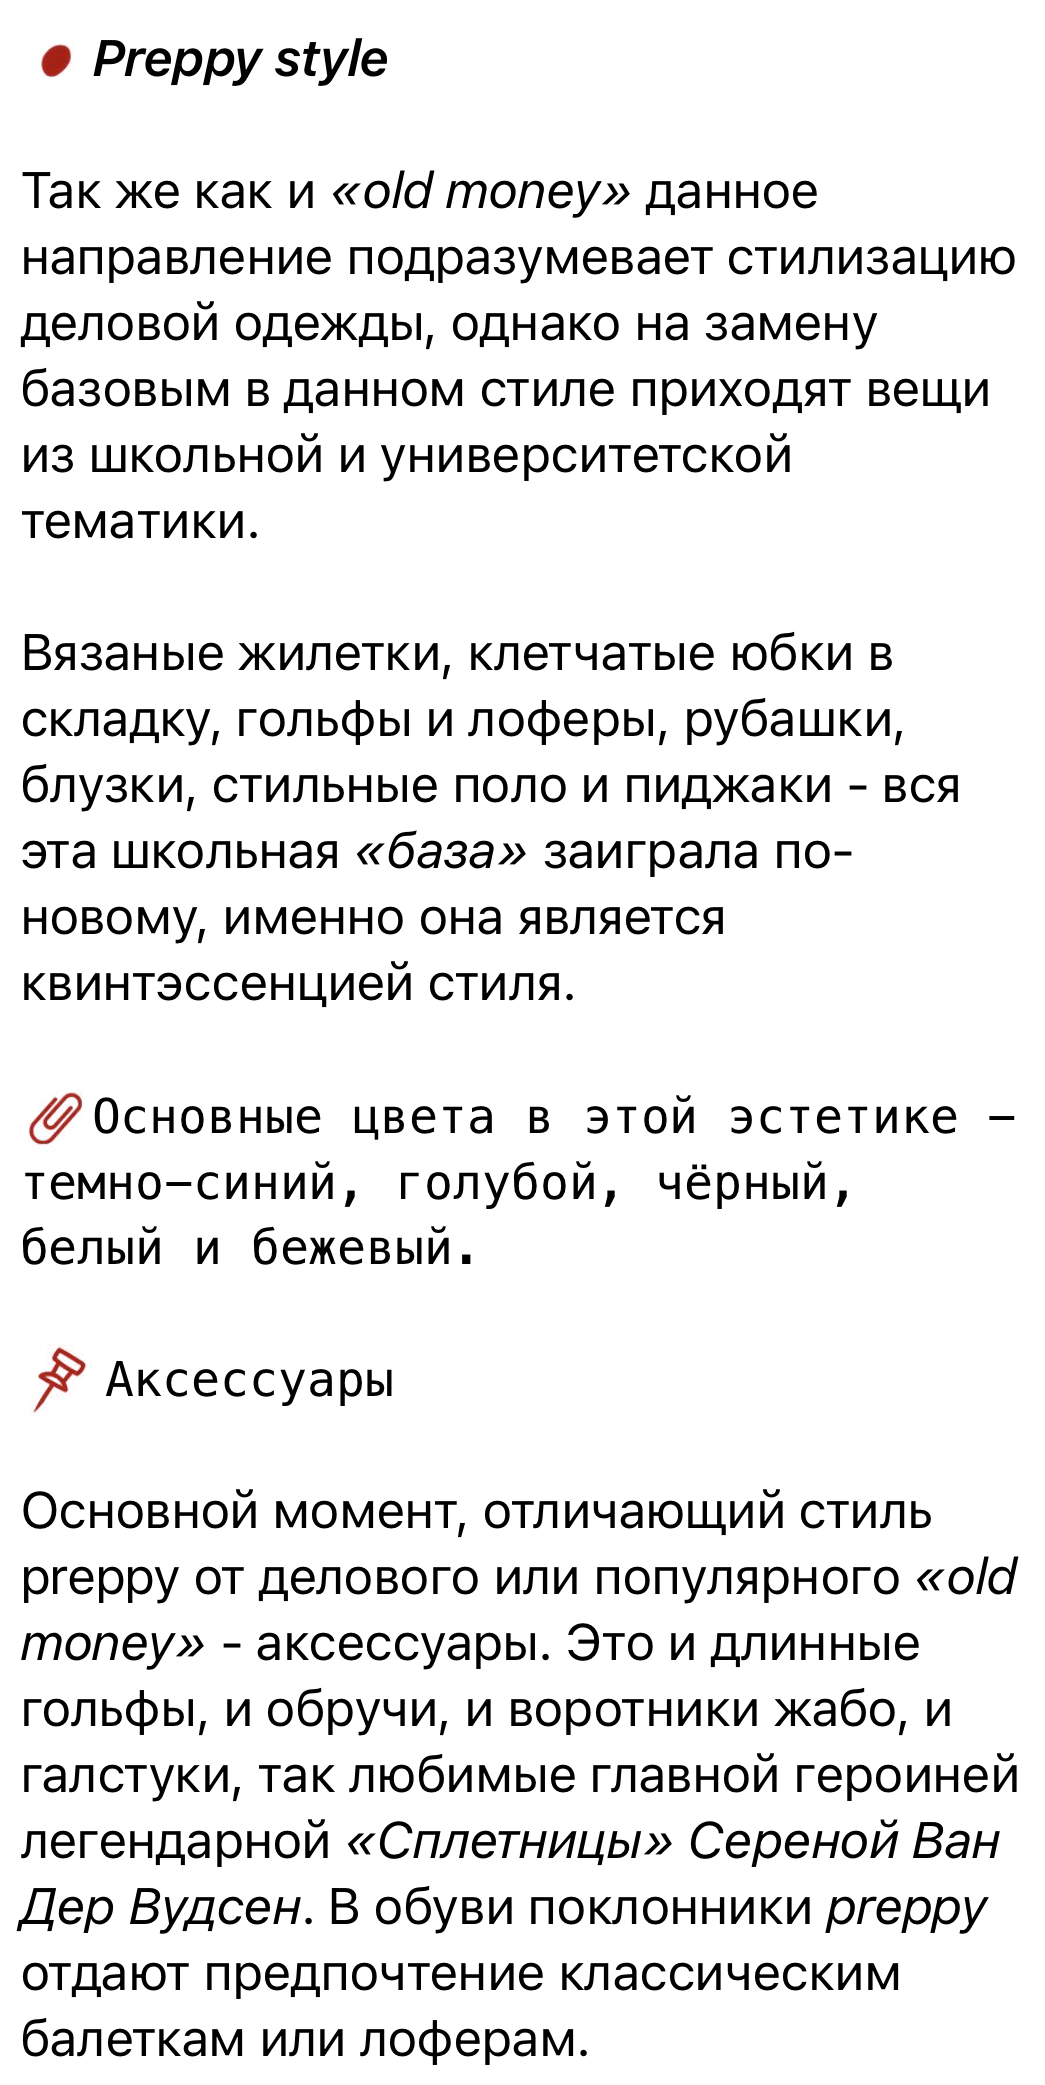 Preppy style
Так же как и «old money» данное
направление подразумевает стилизацию
деловой одежды, однако на замену
базовым в данном стиле приходят вещи
из школьной и университетской
тематики.
Вязаные жилетки, клетчатые юбки в
складку, гольфы и лоферы, рубашки,
блузки, стильные поло и пиджаки - вся
эта школьная «база» заиграла по-
новому, именно она является
квинтэссенцией стиля.
Основные цвета в этой эстетике -
темно-синий, голубой, чёрный,
белый и бежевый.
Аксессуары
Основной момент, отличающий стиль
preppy от делового или популярного «old
money» - аксессуары. Это и длинные
гольфы, и обручи, и воротники жабо, и
галстуки, так любимые главной героиней
легендарной «Сплетницы» Сереной Ван
Дер Вудсен. В обуви поклонники preppy
отдают предпочтение классическим
балеткам или лоферам.